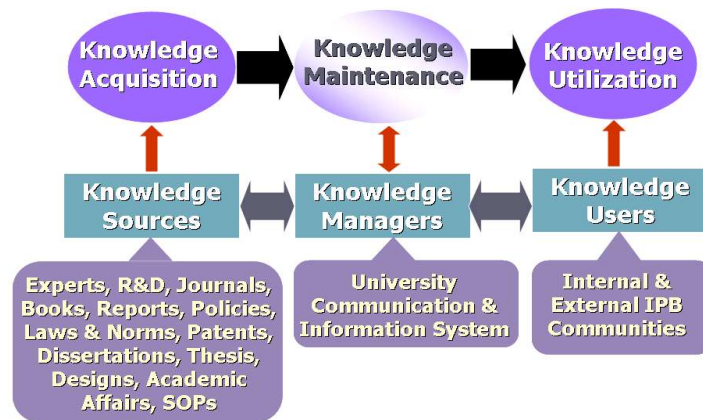 Knowledge
Acquisition
Knowledge
Maintenance
Knowledge
Utilization
Knowledge
Sources
Knowledge
Managers
Knowledge
Users
Experts, R&D, Journals,
Books, Reports, Policies,
Laws & Norms, Patents,
Dissertations, Thesis,
Designs, Academic
Affairs, SOPs
University
Communication &
Information System
Internal &
External IPB
Communities